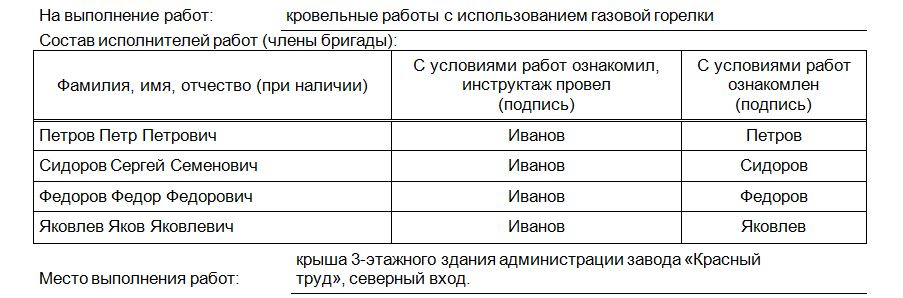 На выполнение работ: кровельные работы с использованием газовой горелки
Состав исполнителей работ (члены бригады):
Фамилия, имя, отчество (при наличии)
С условиями работ ознакомил,
инструктаж провел
(подпись)
С условиями работ
ознакомлен
(подпись)
Петров Петр Петрович Иванов Петров
Сидоров Сергей Семенович Иванов Сидоров
Федоров Федор Федорович Иванов Федоров
Яковлев Яков Яковлевич Иванов Яковлев
крыша 3-этажного здания администрации завода «Красный
Место выполнения работ: труд», северный вход.